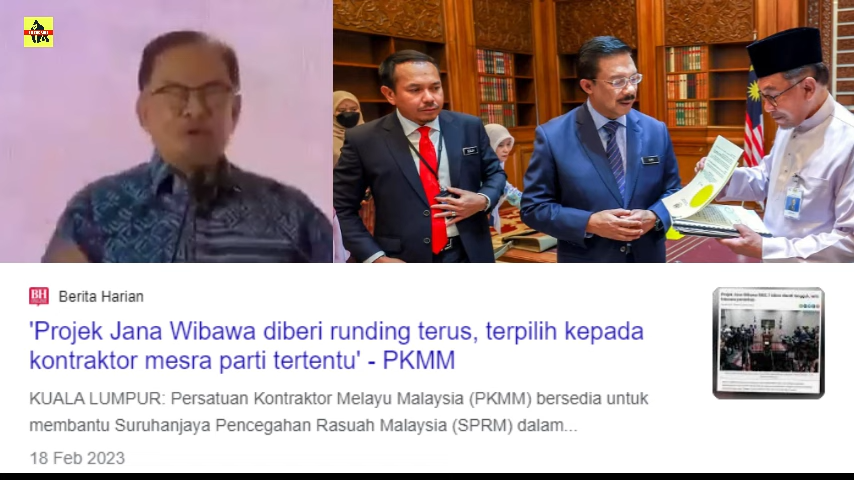 BH
Berita Harian
'Projek Jana Wibawa diberi runding terus, terpilih kepada
kontraktor mesra parti tertentu' - PKMM
KUALA LUMPUR: Persatuan Kontraktor Melayu Malaysia (PKMM) bersedia untuk
membantu Suruhanjaya Pencegahan Rasuah Malaysia (SPRM) dalam...
18 Feb 2023